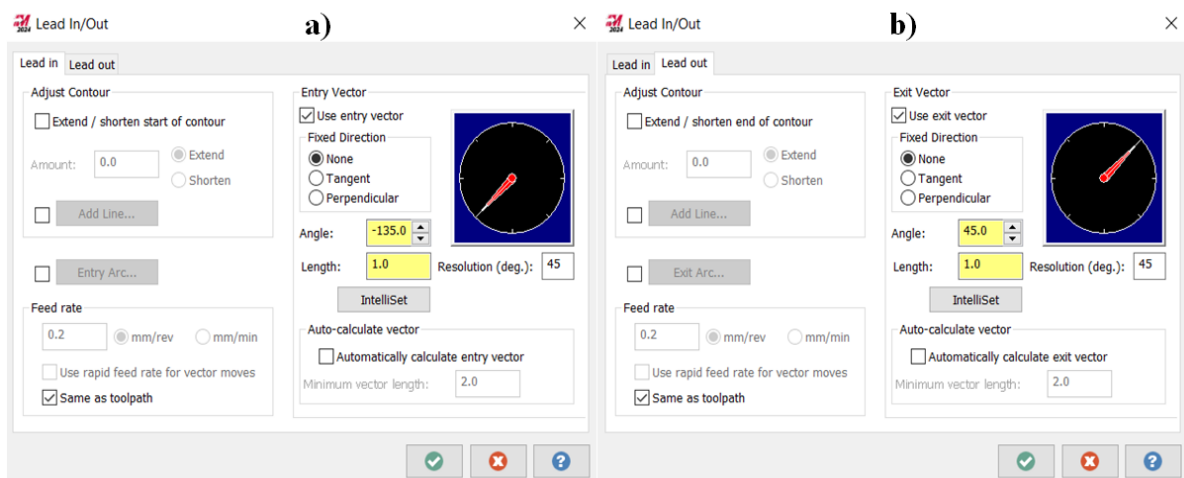 2024 Lead In/Out a)
Lead in Lead out
Adjust Contour
Extend / shorten start of contour
Amount: 0.0 Extend
Shorten
Add Line...
Entry Arc...
Feed rate
0.2 mm/rev mm/min
Use rapid feed rate for vector moves
Same as toolpath
Entry Vector
Use entry vector
Fixed Direction
None
Tangent
Perpendicular
Angle: -135.0
Length: 1.0 Resolution (deg.): 45
IntelliSet
Auto-calculate vector
Automatically calculate entry vector
Minimum vector length: 2.0
?
2024 Lead In/Out b)
Lead in Lead out
Adjust Contour
Extend / shorten end of contour
Amount: 0.0 Extend
Shorten
Add Line...
Exit Arc...
Feed rate
0.2 mm/rev mm/min
Use rapid feed rate for vector moves
Same as toolpath
Exit Vector
Use exit vector
Fixed Direction
None
Tangent
Perpendicular
Angle: 45.0
Length: 1.0 Resolution (deg.): 45
IntelliSet
Auto-calculate vector
Automatically calculate exit vector
Minimum vector length: 2.0
?